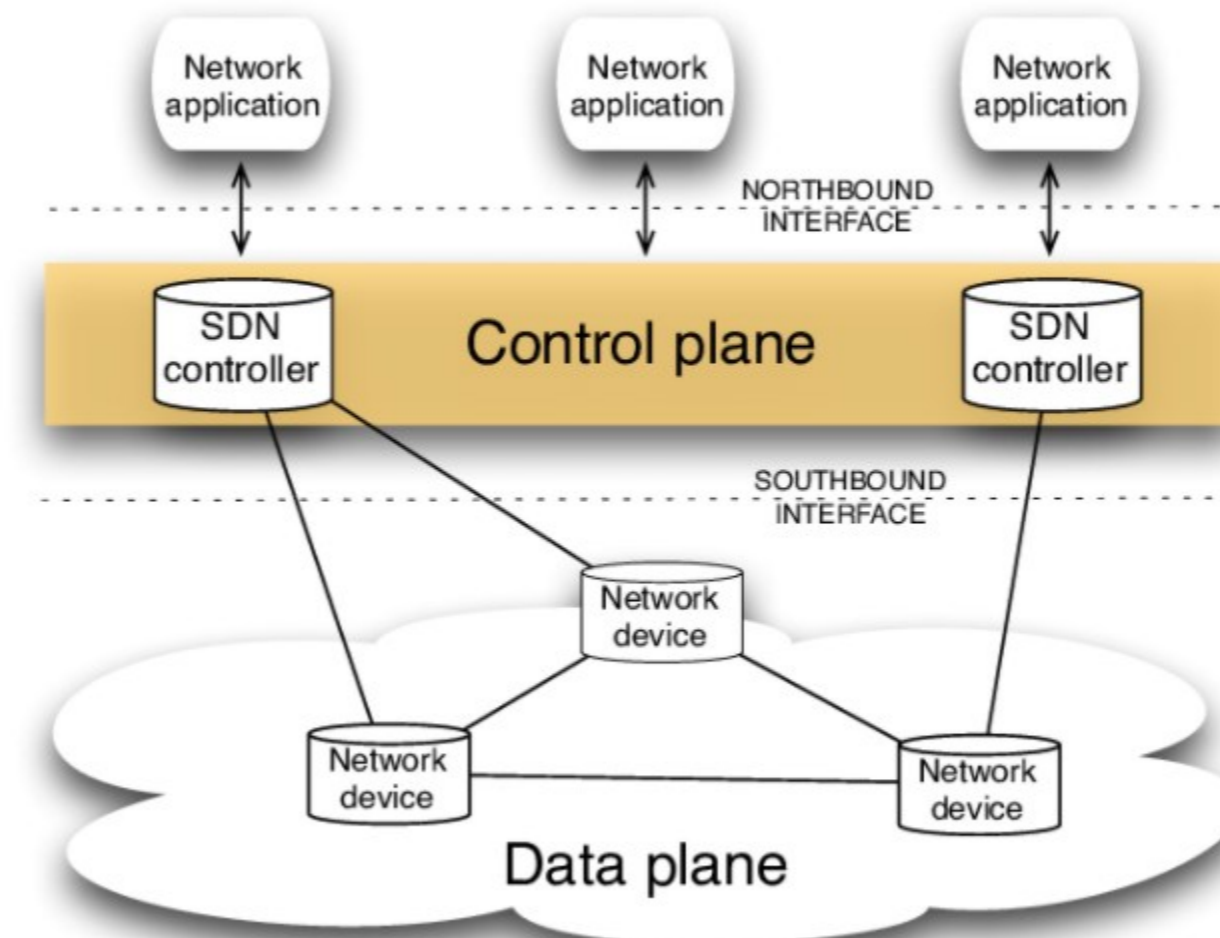 Network
application
Network
application
Network
application
NORTHBOUND
INTERFACE
SDN
controller
Control plane
SDN
controller
SOUTHBOUND
INTERFACE
Network
device
Network
device
Network
device
Data plane